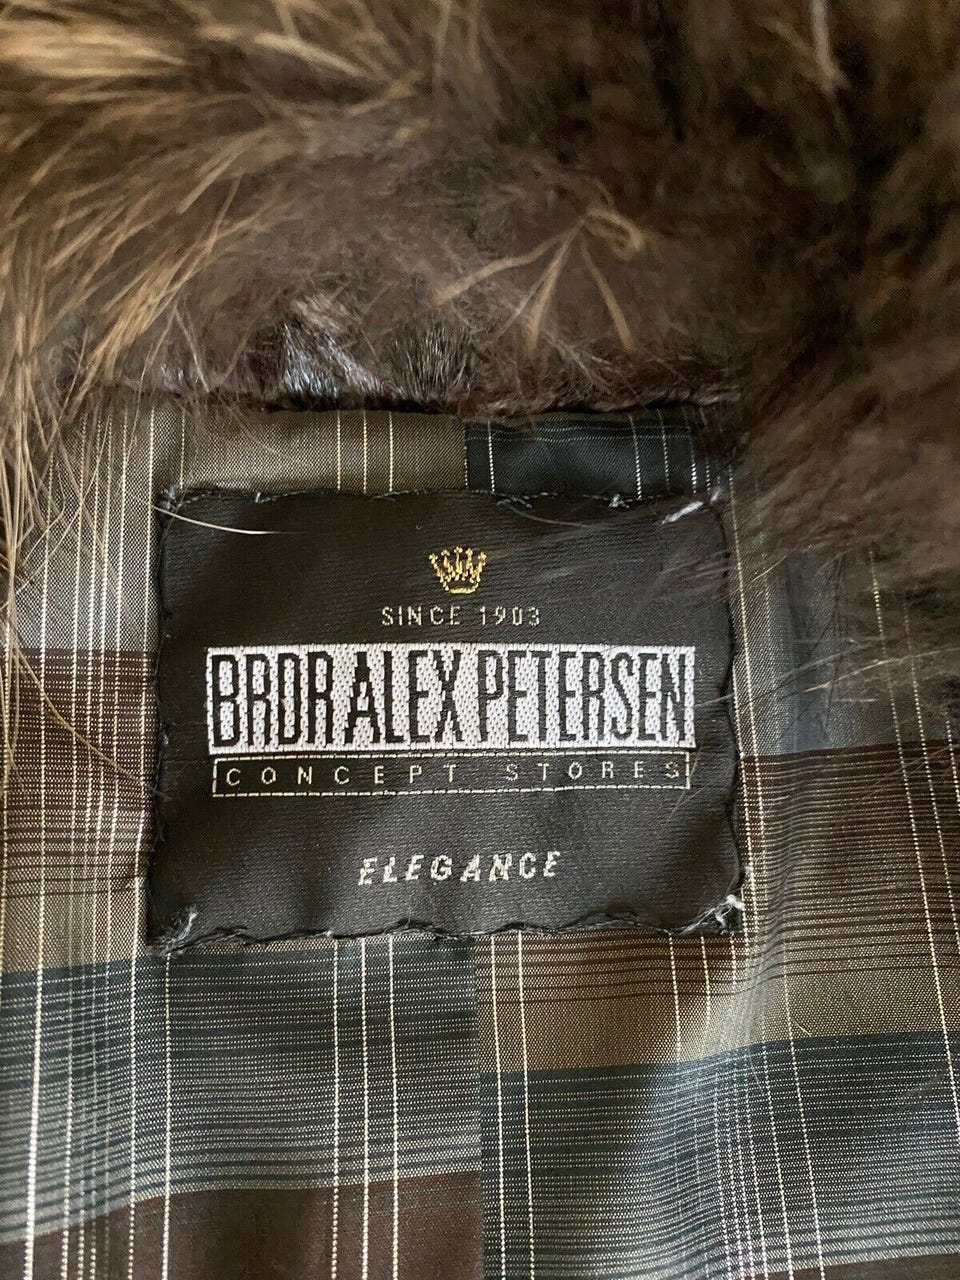 SINCE 1903
BRDR ALEX PETERSEN
CONCEPT STORES
ELEGANCE